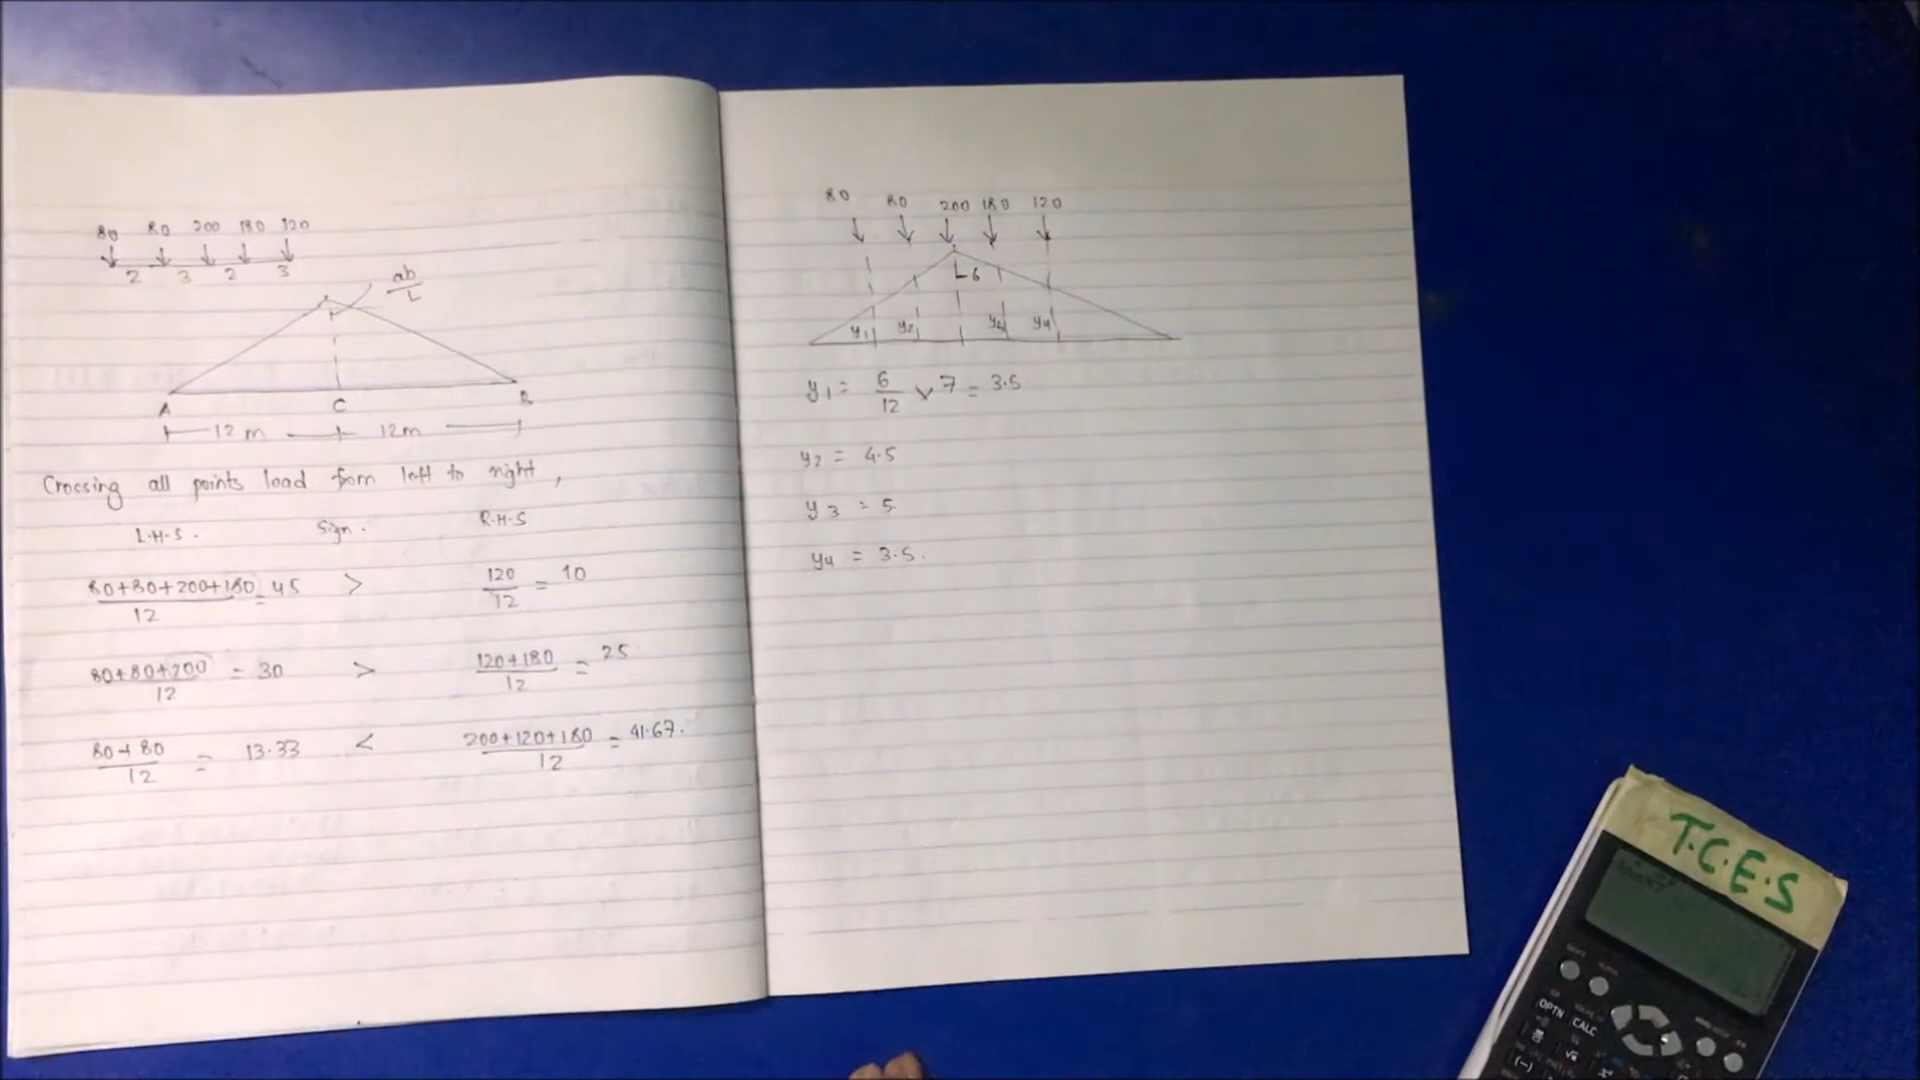 80 80 200 180 120
2 3 2 3
ab/L
A C B
12 m 12m
Crossing all points load from left to right,
L.H.S. Sign. R.H.S
80+80+200+180/12 = 45 > 120/12 = 10
80+80+200/12 = 30 > 120+180/12 = 25
80+80/12 = 13.33 < 200+120+180/12 = 41.67.
80 80 200 180 120
6
y1 y2 y4
y1 = 6/12 × 7 = 3.5
y2 = 4.5
y3 = 5
y4 = 3.5.
T.C.E.S
OPTN CALC